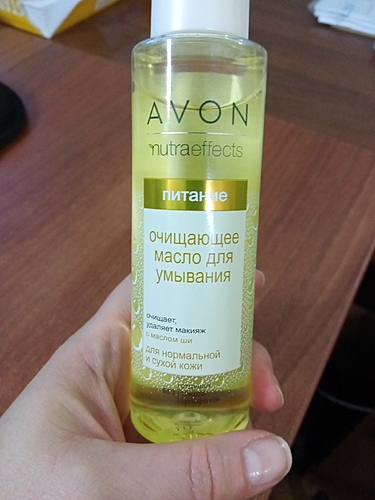 AVON
nutraeffects
питание
очищающее
масло для
умывания
очищает,
удаляет макияж
с маслом ши
для нормальной
и сухой кожи